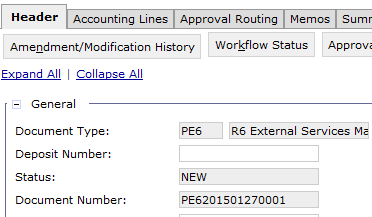 Header Accounting Lines Approval Routing Memos Summ
Amendment/Modification History Workflow Status Approva
Expand All | Collapse All
General
Document Type: PE6 R6 External Services Ma
Deposit Number:
Status: NEW
Document Number: PE6201501270001